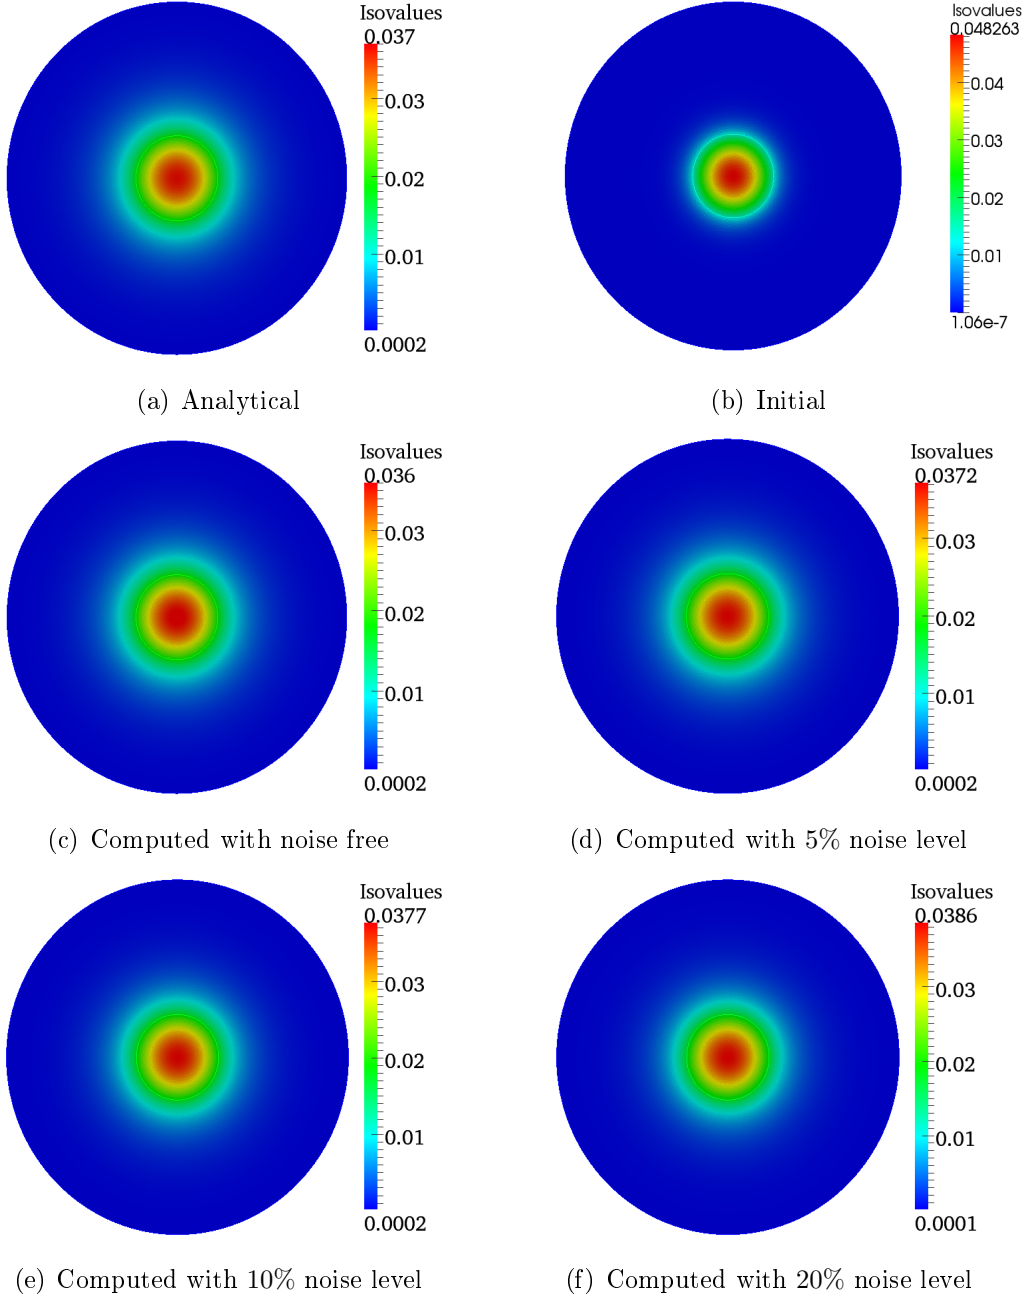 Isovalues
0.037
0.03
0.02
0.01
0.0002
(a) Analytical
Isovalues
0.048263
0.04
0.03
0.02
0.01
1.06e-7
(b) Initial
Isovalues
0.036
0.03
0.02
0.01
0.0002
(c) Computed with noise free
Isovalues
0.0372
0.03
0.02
0.01
0.0002
(d) Computed with 5% noise level
Isovalues
0.0377
0.03
0.02
0.01
0.0002
(e) Computed with 10% noise level
Isovalues
0.0386
0.03
0.02
0.01
0.0001
(f) Computed with 20% noise level